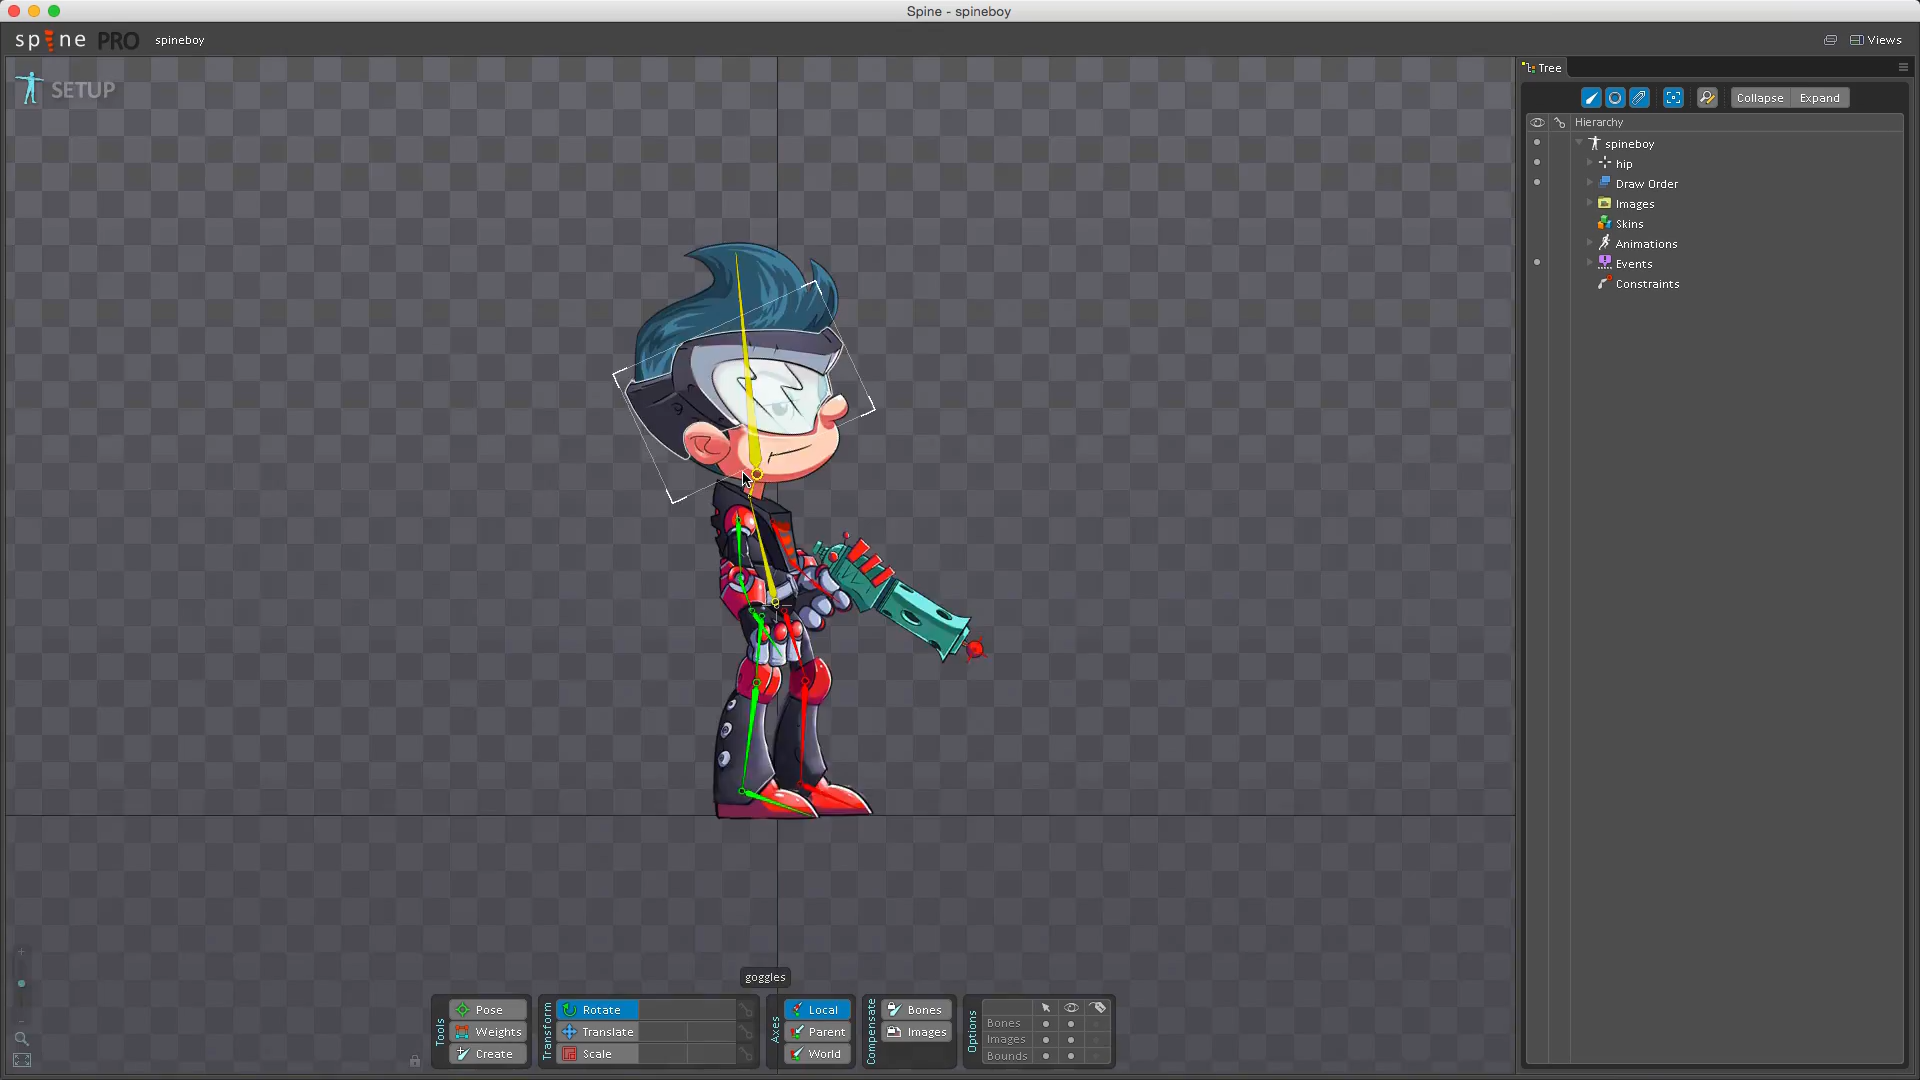 Spine - spineboy
spine PRO spineboy Views
SETUP
Tree
Collapse Expand
Hierarchy
spineboy
hip
Draw Order
Images
Skins
Animations
Events
Constraints
goggles
Tools
Pose
Weights
Create
Transform
Rotate
Translate
Scale
Axes
Local
Parent
World
Compensate
Bones
Images
Options
Bones
Images
Bounds